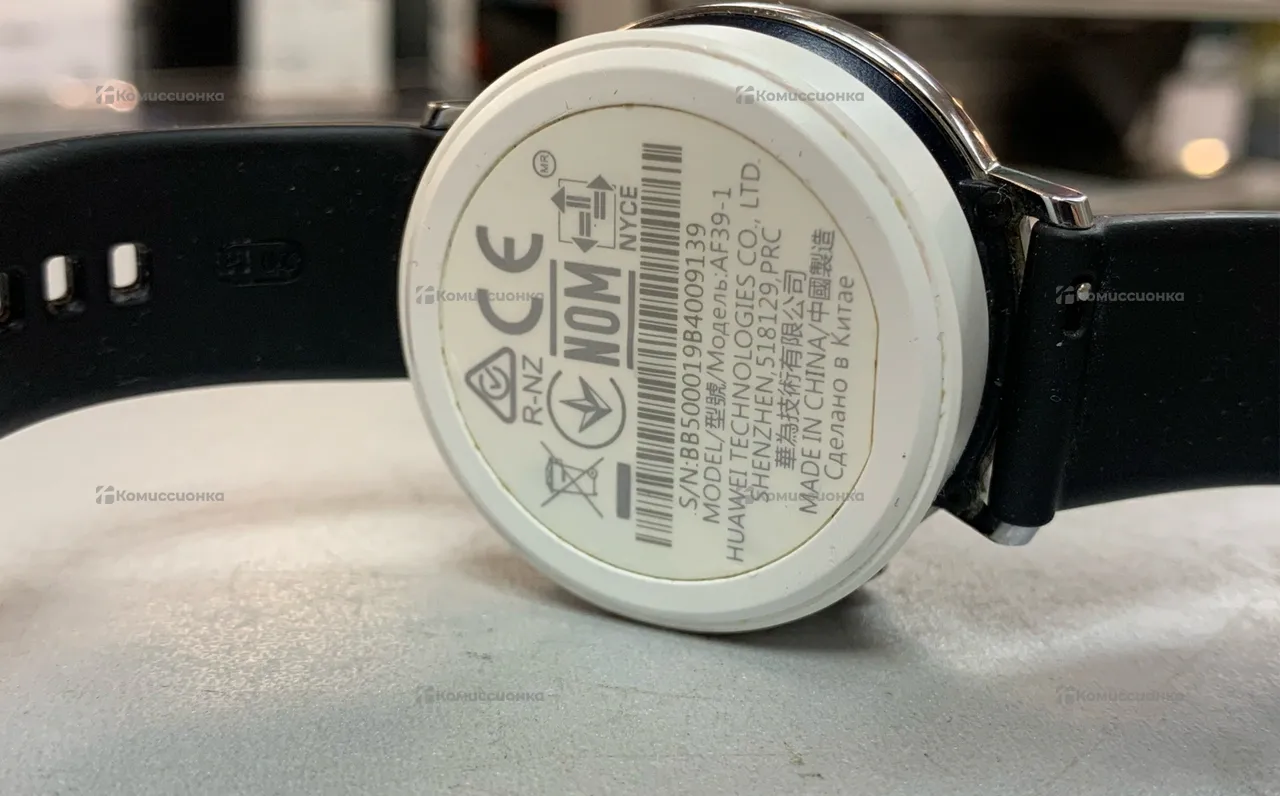 MR
NYCE
NOM
CE
R-NZ
S/N:BB500019B4009139
MODEL/型號/Модель:AF39-1
HUAWEI TECHNOLOGIES CO., LTD.
SHENZHEN,518129,PRC
華為技術有限公司
MADE IN CHINA/中國製造
Сделано в Китае
Комиссионка
Комиссионка
Комиссионка
Комиссионка
Комиссионка
Комиссионка
Комиссионка
Комиссионка